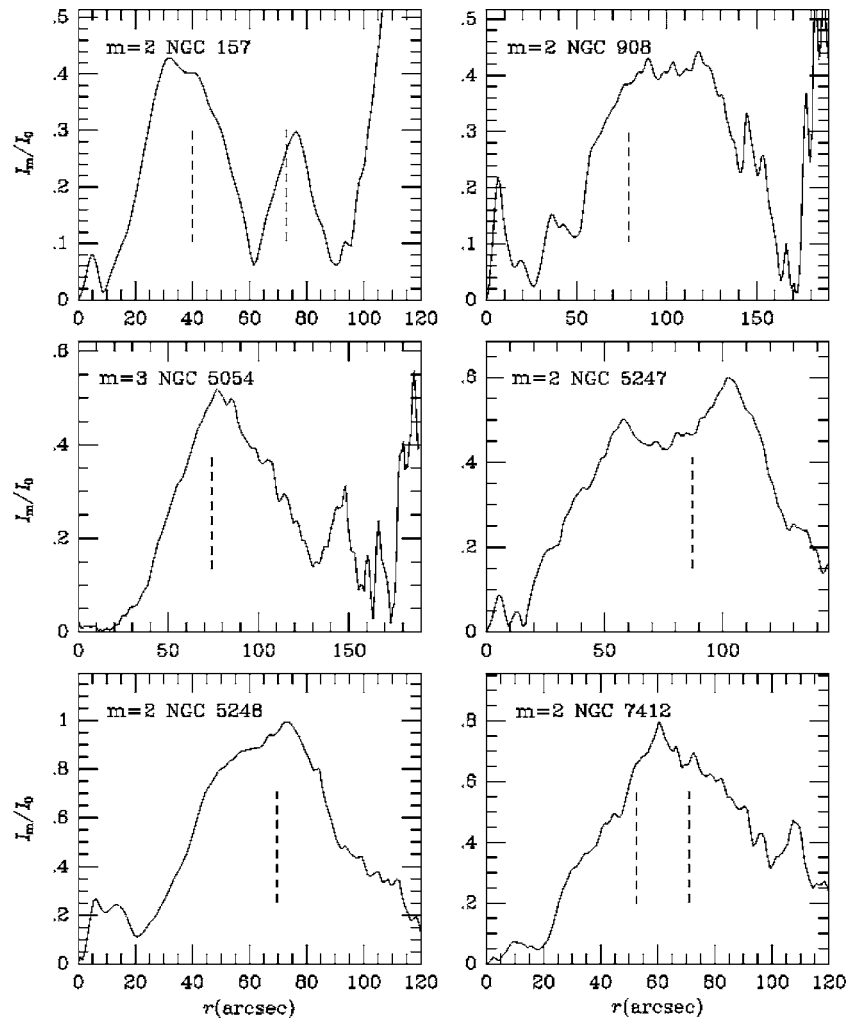 .5
.4
.3
.2
.1
0
I_m/I_0
m=2 NGC 157
0 20 40 60 80 100 120
.5
.4
.3
.2
.1
0
m=2 NGC 908
0 50 100 150
.6
.4
.2
0
I_m/I_0
m=3 NGC 5054
0 50 100 150
.6
.4
.2
0
m=2 NGC 5247
0 50 100
1
.8
.6
.4
.2
0
I_m/I_0
m=2 NGC 5248
0 20 40 60 80 100 120
r(arcsec)
.8
.6
.4
.2
0
m=2 NGC 7412
0 20 40 60 80 100 120
r(arcsec)